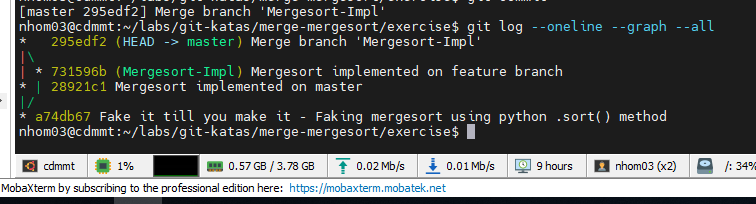 [master 295edf2] Merge branch 'Mergesort-Impl'
nhom03@cdmmt:~/labs/git-katas/merge-mergesort/exercise$ git log --oneline --graph --all
*   295edf2 (HEAD -> master) Merge branch 'Mergesort-Impl'
|\
| * 731596b (Mergesort-Impl) Mergesort implemented on feature branch
* | 28921c1 Mergesort implemented on master
|/
* a74db67 Fake it till you make it - Faking mergesort using python .sort() method
nhom03@cdmmt:~/labs/git-katas/merge-mergesort/exercise$
cdmmt 1% 0.57 GB / 3.78 GB 0.02 Mb/s 0.01 Mb/s 9 hours nhom03 (x2) /: 34%
MobaXterm by subscribing to the professional edition here: https://mobaxterm.mobatek.net